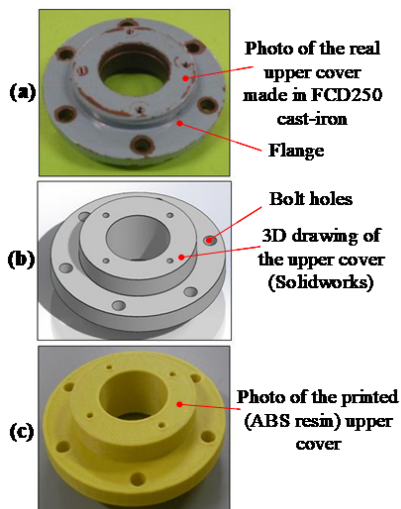 (a)
Photo of the real
upper cover
made in FCD250
cast-iron
Flange
(b)
Bolt holes
3D drawing of
the upper cover
(Solidworks)
(c)
Photo of the printed
(ABS resin) upper
cover